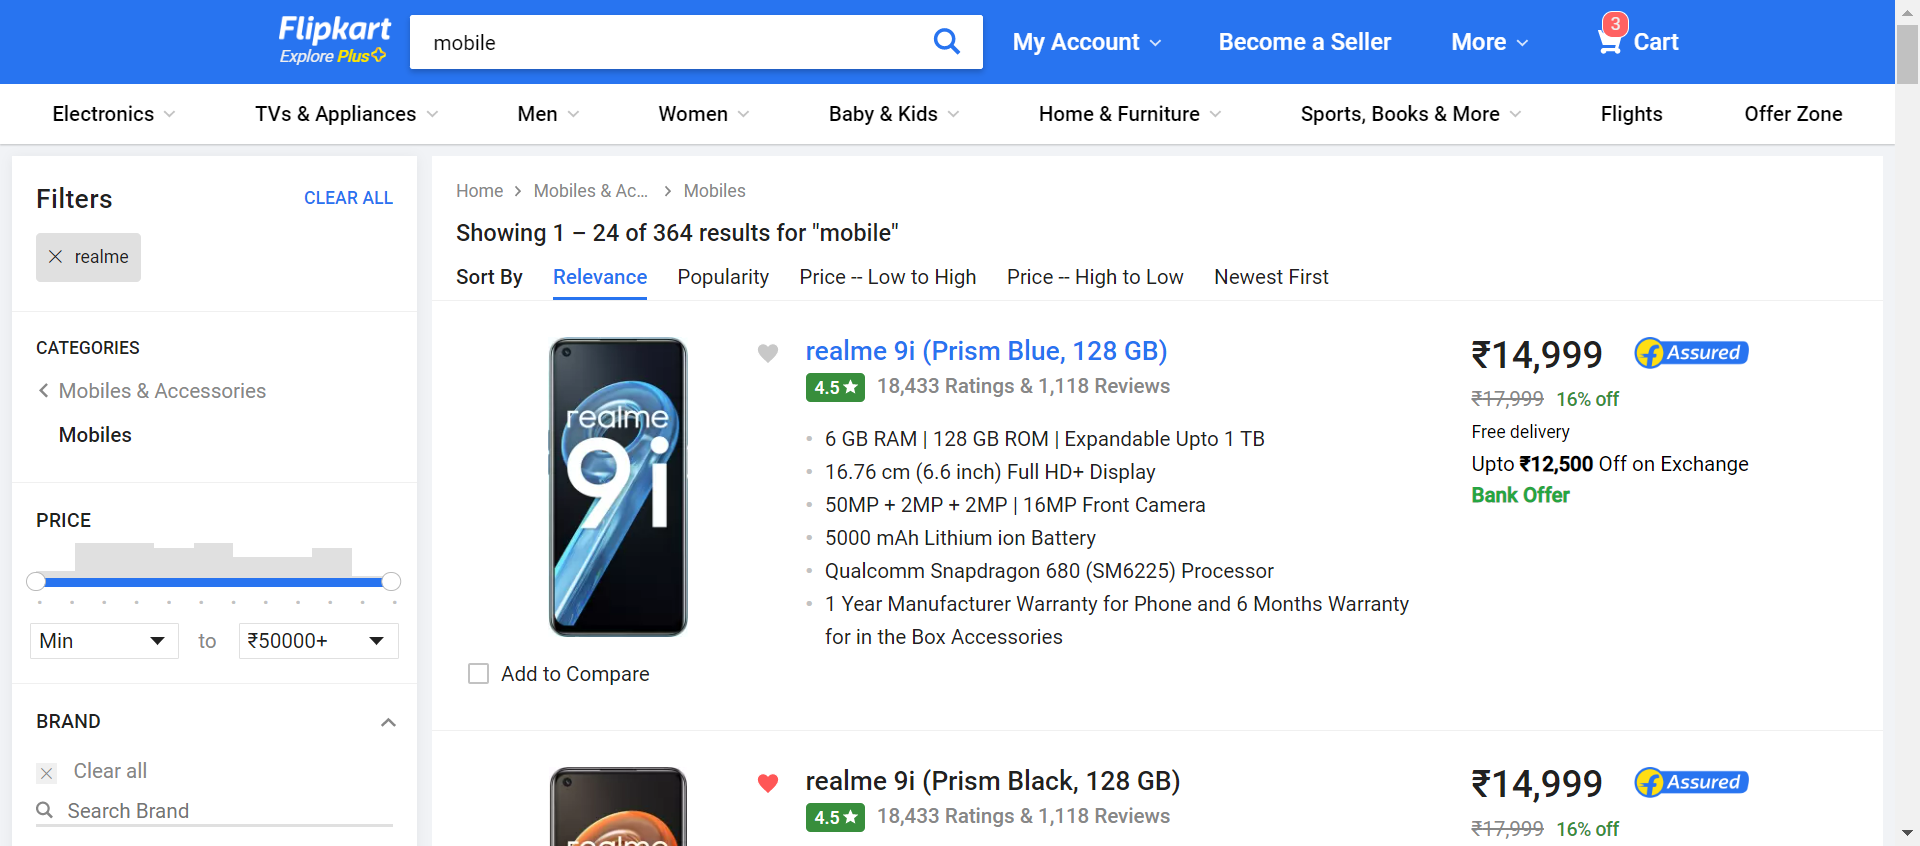 Flipkart
Explore Plus
mobile
My Account
Become a Seller
More
3
Cart
Electronics
TVs & Appliances
Men
Women
Baby & Kids
Home & Furniture
Sports, Books & More
Flights
Offer Zone
Filters
CLEAR ALL
realme
CATEGORIES
Mobiles & Accessories
Mobiles
PRICE
Min
to
₹50000+
BRAND
Clear all
Search Brand
Home
Mobiles & Ac...
Mobiles
Showing 1 – 24 of 364 results for "mobile"
Sort By
Relevance
Popularity
Price -- Low to High
Price -- High to Low
Newest First
realme
9i
Add to Compare
realme 9i (Prism Blue, 128 GB)
4.5★
18,433 Ratings & 1,118 Reviews
6 GB RAM | 128 GB ROM | Expandable Upto 1 TB
16.76 cm (6.6 inch) Full HD+ Display
50MP + 2MP + 2MP | 16MP Front Camera
5000 mAh Lithium ion Battery
Qualcomm Snapdragon 680 (SM6225) Processor
1 Year Manufacturer Warranty for Phone and 6 Months Warranty
for in the Box Accessories
₹14,999
Assured
₹17,999 16% off
Free delivery
Upto ₹12,500 Off on Exchange
Bank Offer
realme
realme 9i (Prism Black, 128 GB)
4.5★
18,433 Ratings & 1,118 Reviews
₹14,999
Assured
₹17,999 16% off